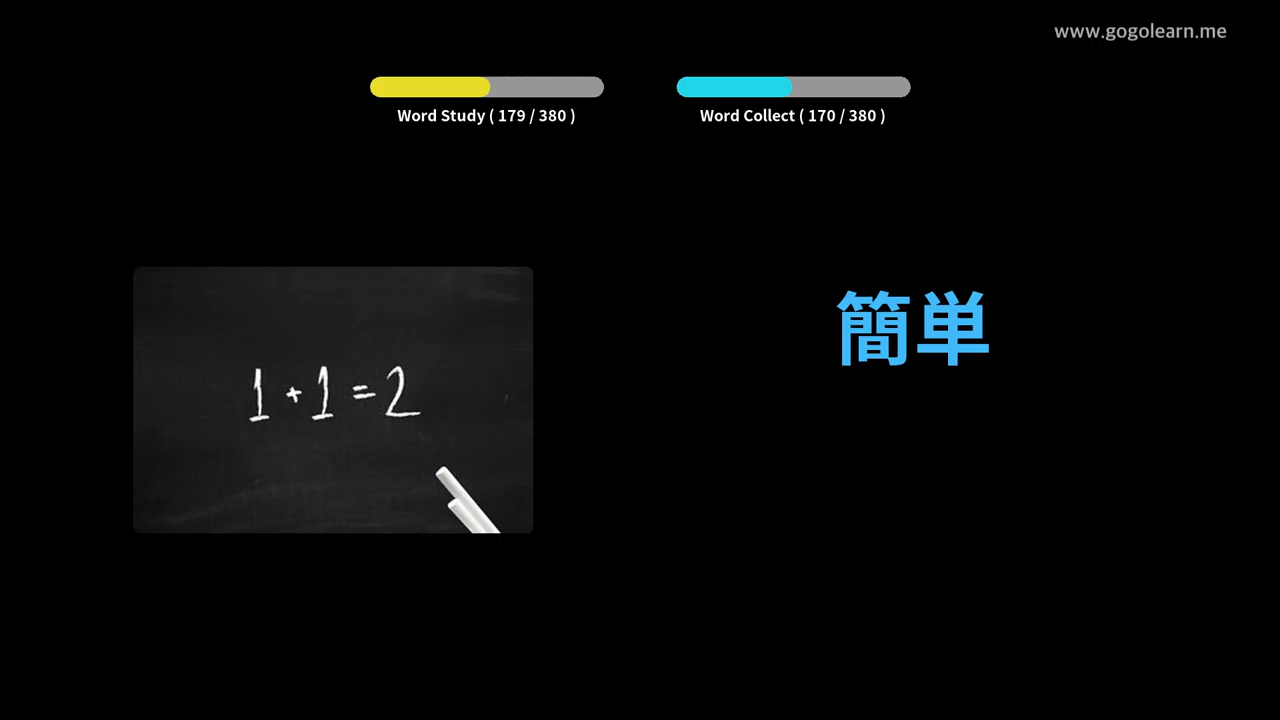 www.gogolearn.me
Word Study ( 179 / 380 )
Word Collect ( 170 / 380 )
1 + 1 = 2
簡単